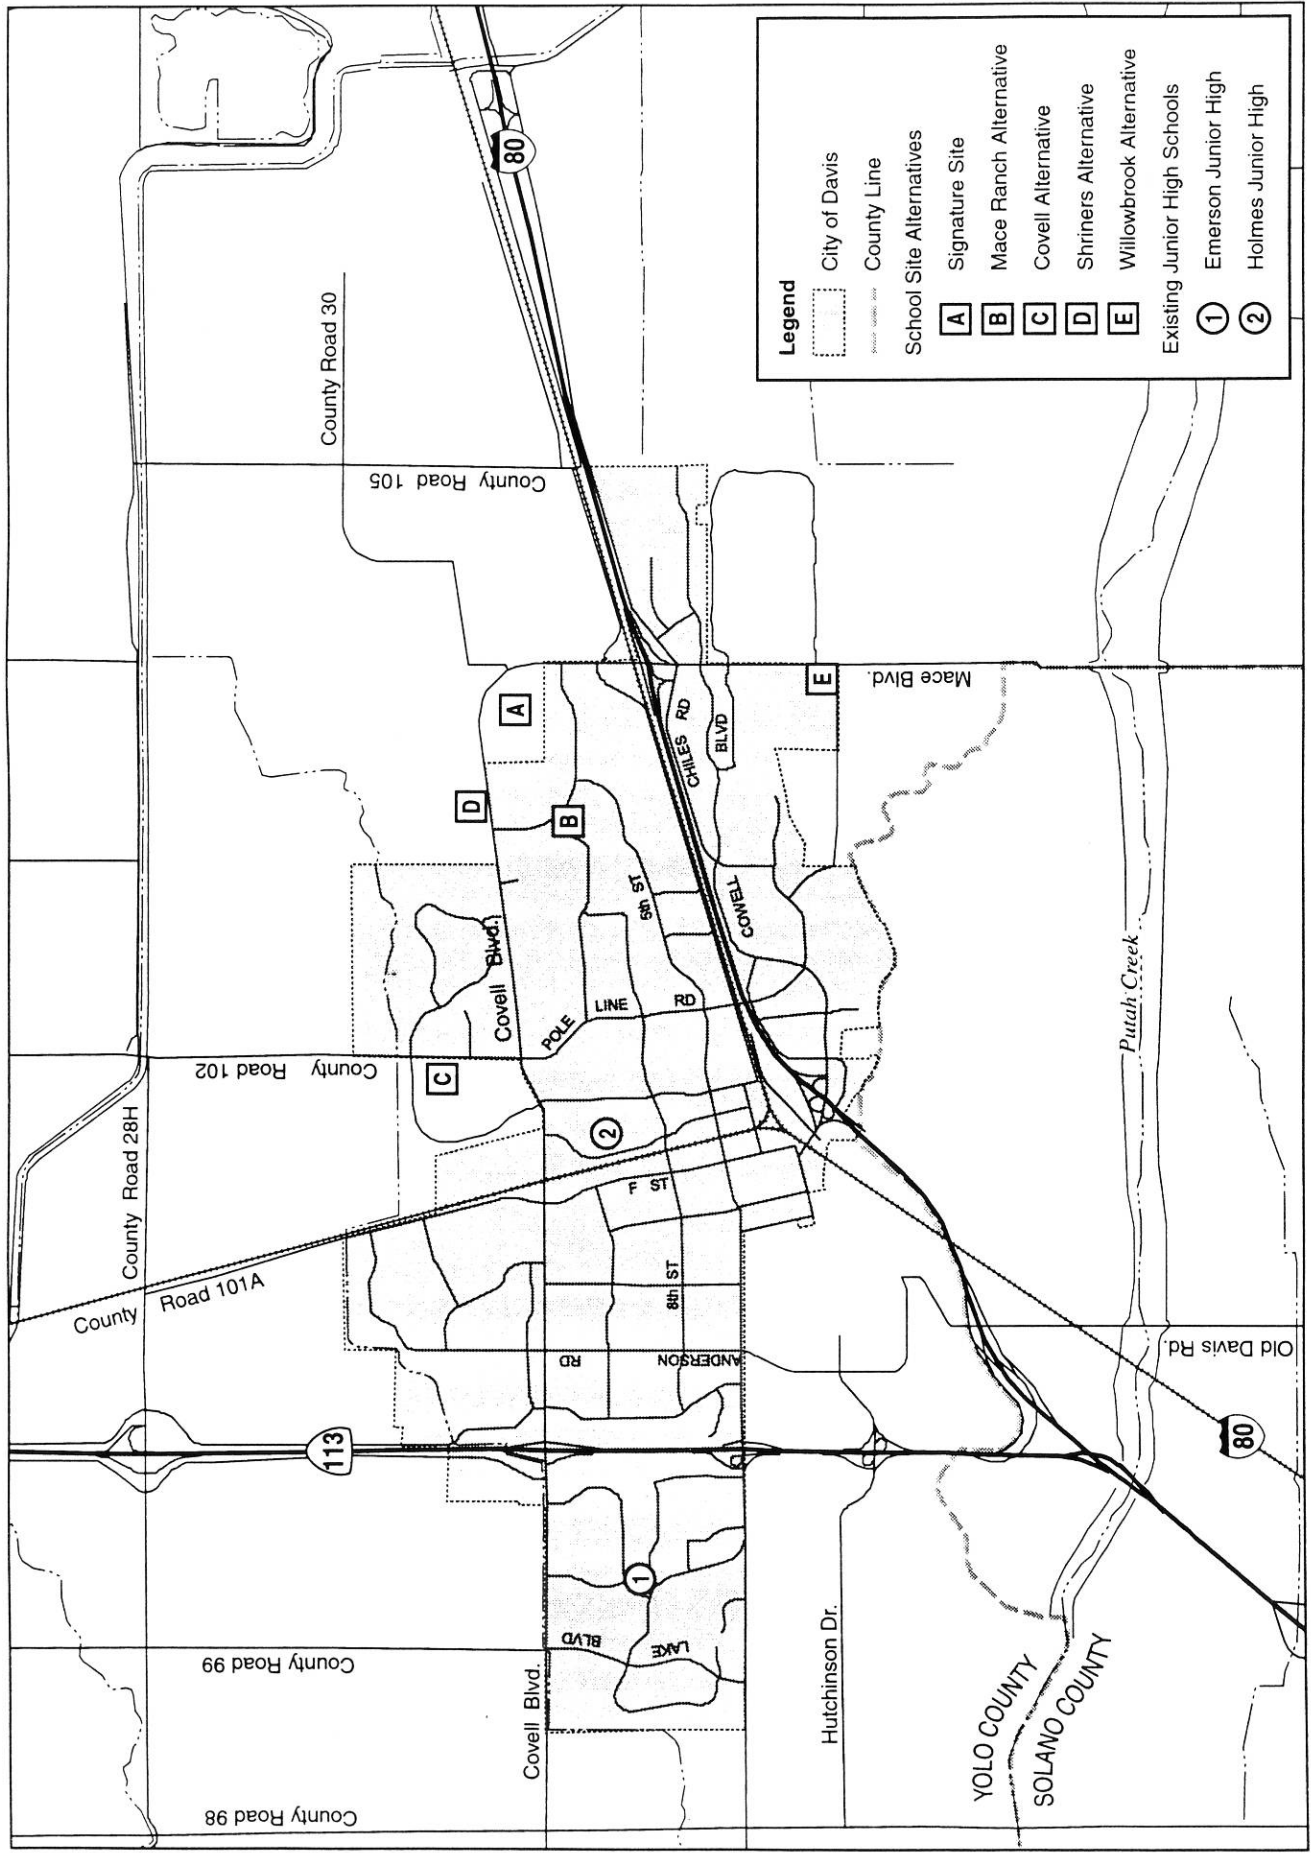 Legend
City of Davis
County Line
School Site Alternatives
A Signature Site
B Mace Ranch Alternative
C Covell Alternative
D Shriners Alternative
E Willowbrook Alternative
Existing Junior High Schools
1 Emerson Junior High
2 Holmes Junior High
County Road 98
County Road 99
113
County Road 101A
County Road 28H
County Road 102
County Road 105
County Road 30
80
Covell Blvd.
Covell Blvd.
LAKE BLVD
1
ANDERSON RD
8th ST
F ST
2
C
POLE LINE RD
5th ST
D
B
A
CHILES RD
COWELL BLVD
E
Mace Blvd.
Hutchinson Dr.
Old Davis Rd.
80
Putah Creek
YOLO COUNTY
SOLANO COUNTY